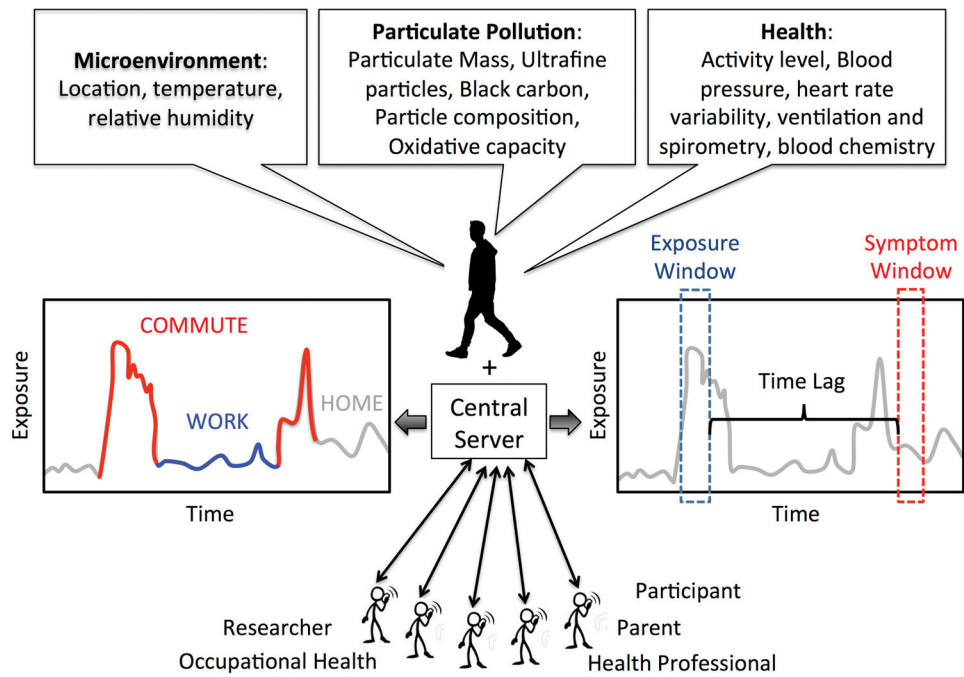 Microenvironment:
Location, temperature,
relative humidity
Particulate Pollution:
Particulate Mass, Ultrafine
particles, Black carbon,
Particle composition,
Oxidative capacity
Health:
Activity level, Blood
pressure, heart rate
variability, ventilation and
spirometry, blood chemistry
Exposure
COMMUTE
WORK
HOME
Time
+
Central
Server
Exposure
Window
Symptom
Window
Exposure
Time Lag
Time
Researcher
Occupational Health
Participant
Parent
Health Professional